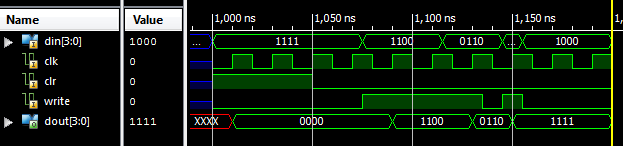 Name Value 1,000 ns 1,050 ns 1,100 ns 1,150 ns 1,
din[3:0] 1000 ... 1111 1100 0110 ... 1000
clk 0
clr 0
write 0
dout[3:0] 1111 XXXX 0000 1100 0110 1111